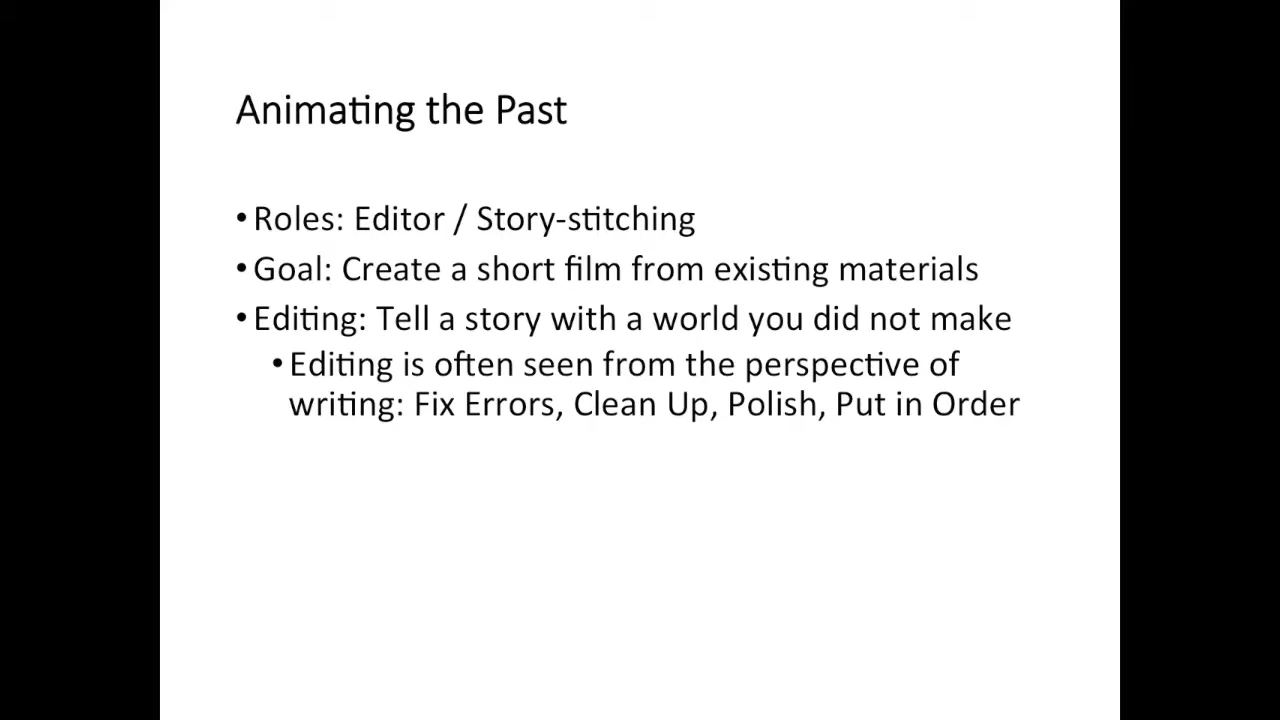 Animating the Past
• Roles: Editor / Story-stitching
• Goal: Create a short film from existing materials
• Editing: Tell a story with a world you did not make
• Editing is often seen from the perspective of
writing: Fix Errors, Clean Up, Polish, Put in Order